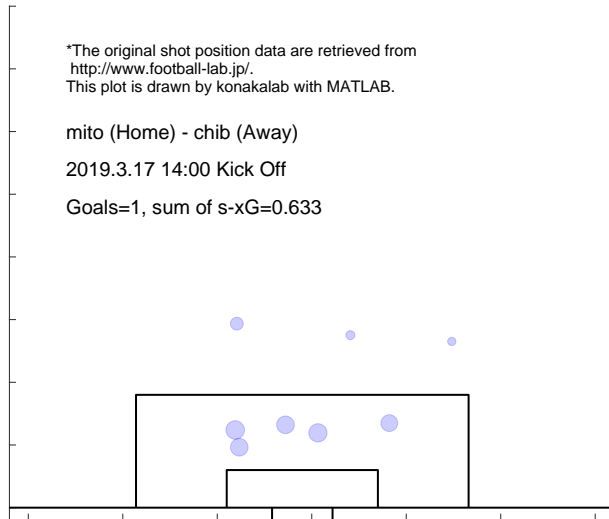 *The original shot position data are retrieved from
http://www.football-lab.jp/.
This plot is drawn by konakalab with MATLAB.
mito (Home) - chib (Away)
2019.3.17 14:00 Kick Off
Goals=1, sum of s-xG=0.633